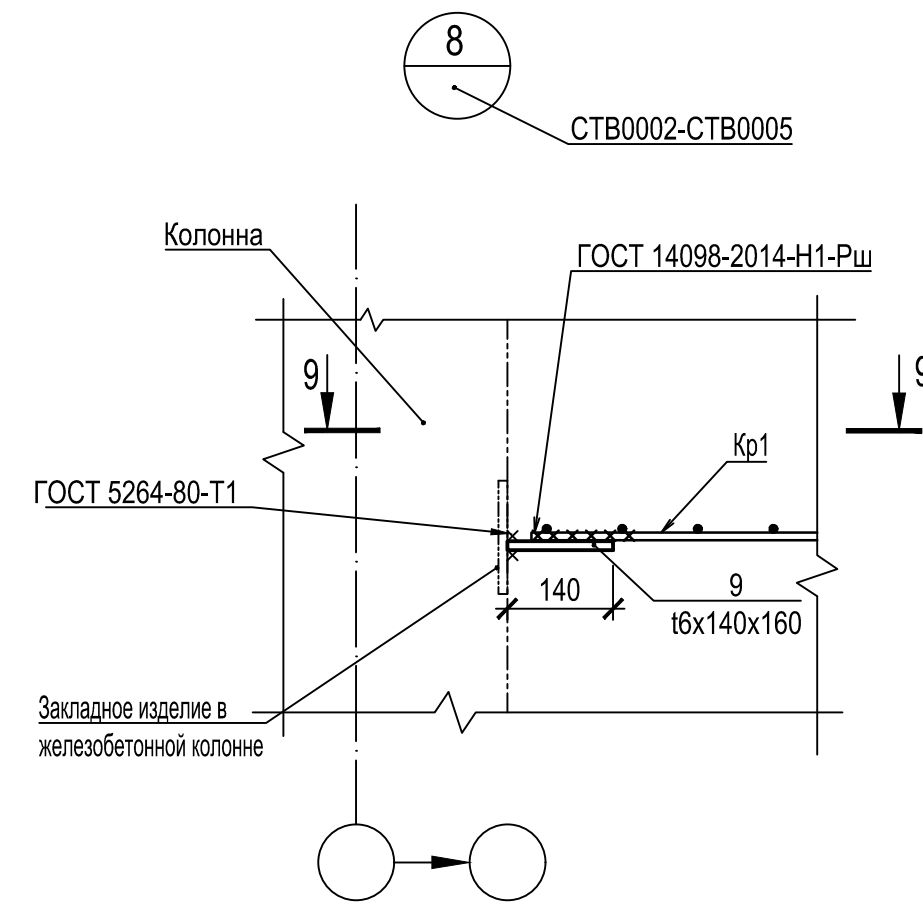 8
СТВ0002-СТВ0005
Колонна
ГОСТ 14098-2014-Н1-Рш
9
9
Кр1
ГОСТ 5264-80-Т1
140
9
t6х140х160
Закладное изделие в
железобетонной колонне